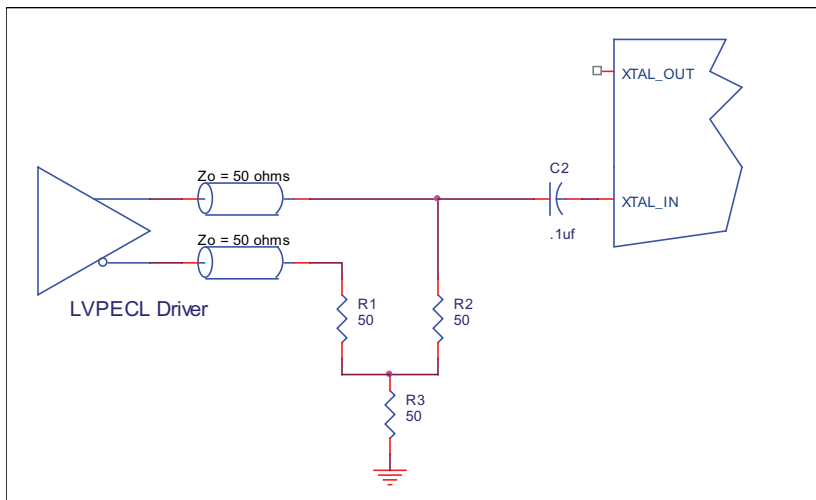 XTAL_OUT
C2
Zo = 50 ohms
XTAL_IN
.1uf
Zo = 50 ohms
LVPECL Driver
R1
50
R2
50
R3
50